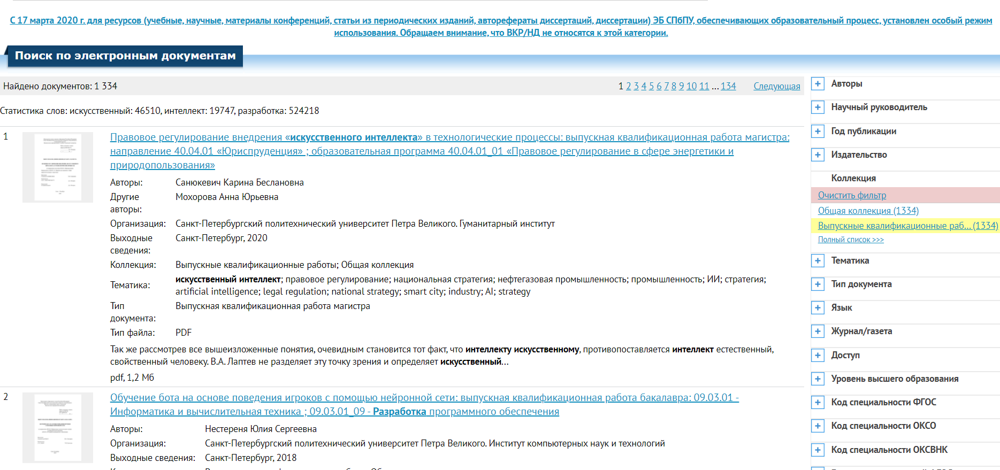 С 17 марта 2020 г. для ресурсов (учебные, научные, материалы конференций, статьи из периодических изданий, авторефераты диссертаций, диссертации) ЭБ СПбПУ, обеспечивающих образовательный процесс, установлен особый режим
использования. Обращаем внимание, что ВКР/НД не относятся к этой категории.
Поиск по электронным документам
Найдено документов: 1 334
1 2 3 4 5 6 7 8 9 10 11 ... 134 Следующая
Статистика слов: искусственный: 46510, интеллект: 19747, разработка: 524218
1
Правовое регулирование внедрения «искусственного интеллекта» в технологические процессы: выпускная квалификационная работа магистра:
направление 40.04.01 «Юриспруденция» ; образовательная программа 40.04.01_01 «Правовое регулирование в сфере энергетики и
природопользования»
Авторы: Санюкевич Карина Беслановна
Другие авторы: Мохорова Анна Юрьевна
Организация: Санкт-Петербургский политехнический университет Петра Великого. Гуманитарный институт
Выходные сведения: Санкт-Петербург, 2020
Коллекция: Выпускные квалификационные работы; Общая коллекция
Тематика: искусственный интеллект; правовое регулирование; национальная стратегия; нефтегазовая промышленность; промышленность; ИИ; стратегия;
artificial intelligence; legal regulation; national strategy; smart city; industry; AI; strategy
Тип документа: Выпускная квалификационная работа магистра
Тип файла: PDF
Так же рассмотрев все вышеизложенные понятия, очевидным становится тот факт, что интеллекту искусственному, противопоставляется интеллект естественный,
свойственный человеку. В.А. Лаптев не разделяет эту точку зрения и определяет искусственный...
pdf, 1,2 Мб
2
Обучение бота на основе поведения игроков с помощью нейронной сети: выпускная квалификационная работа бакалавра: 09.03.01 -
Информатика и вычислительная техника ; 09.03.01_09 - Разработка программного обеспечения
Авторы: Нестереня Юлия Сергеевна
Организация: Санкт-Петербургский политехнический университет Петра Великого. Институт компьютерных наук и технологий
Выходные сведения: Санкт-Петербург, 2018
Авторы
Научный руководитель
Год публикации
Издательство
Коллекция
Очистить фильтр
Общая коллекция (1334)
Выпускные квалификационные раб... (1334)
Полный список >>>
Тематика
Тип документа
Язык
Журнал/газета
Доступ
Уровень высшего образования
Код специальности ФГОС
Код специальности ОКСО
Код специальности ОКСВНК